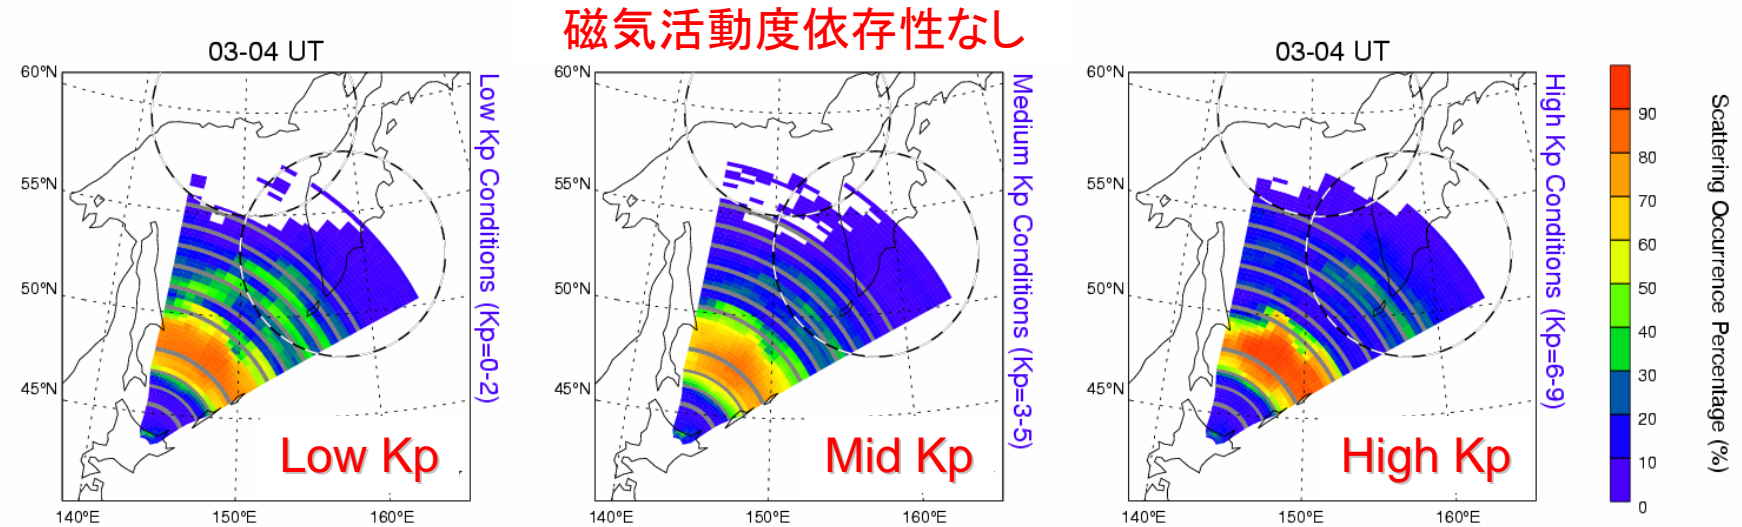 磁気活動度依存性なし
03-04 UT
60°N
55°N
50°N
45°N
140°E
150°E
160°E
Low Kp Conditions (Kp=0-2)
Low Kp
60°N
55°N
50°N
45°N
140°E
150°E
160°E
Medium Kp Conditions (Kp=3-5)
Mid Kp
03-04 UT
60°N
55°N
50°N
45°N
140°E
150°E
160°E
High Kp Conditions (Kp=6-9)
High Kp
90
80
70
60
50
40
30
20
10
0
Scattering Occurrence Percentage (%)